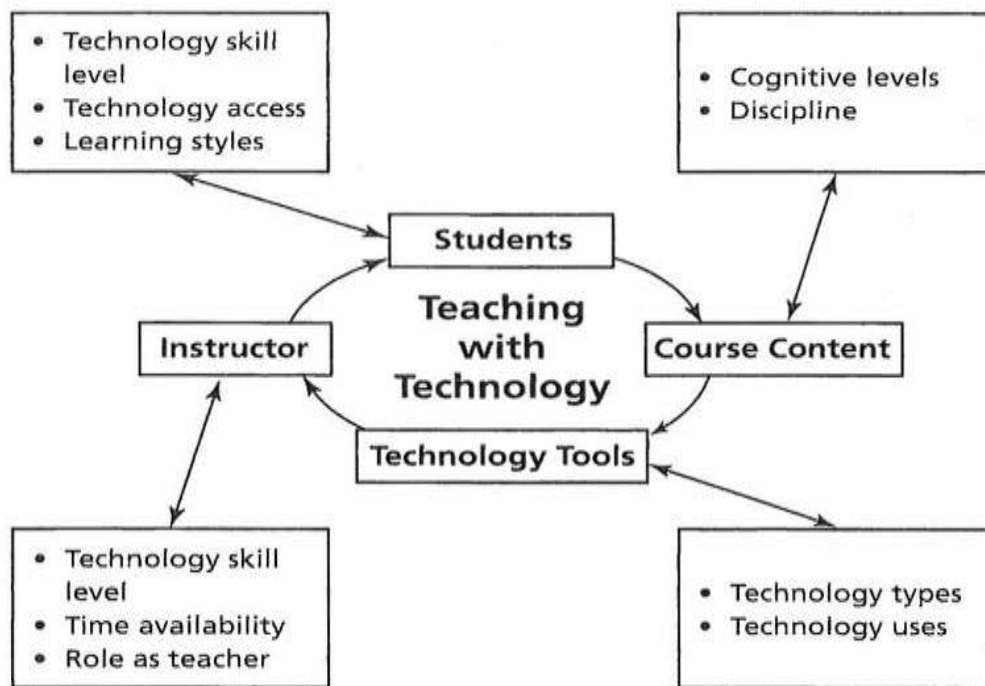 • Technology skill
level
• Technology access
• Learning styles
• Cognitive levels
• Discipline
Students
Teaching
with
Technology
Instructor
Course Content
Technology Tools
• Technology skill
level
• Time availability
• Role as teacher
• Technology types
• Technology uses